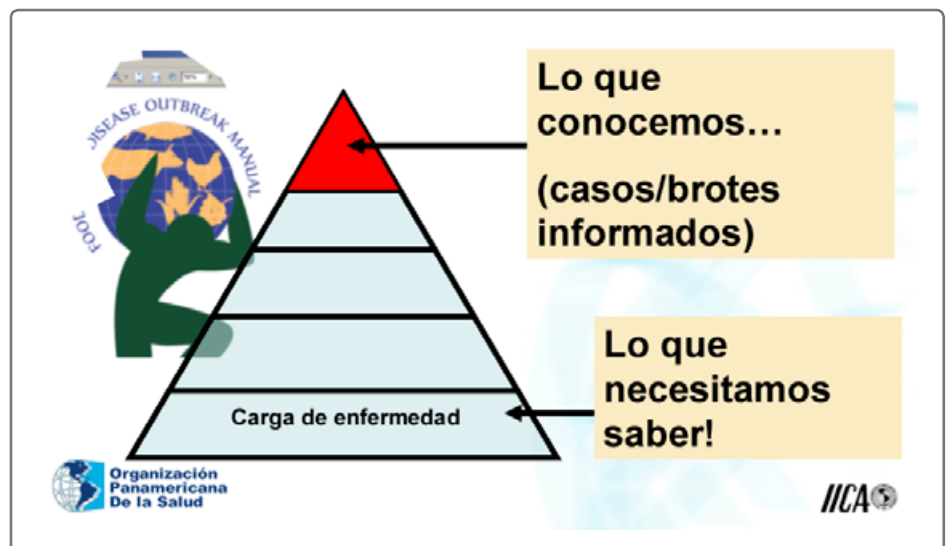 50%
FOOD DISEASE OUTBREAK MANUAL
Lo que
conocemos...
(casos/brotes
informados)
Lo que
necesitamos
saber!
Carga de enfermedad
Organización
Panamericana
De la Salud
IICA